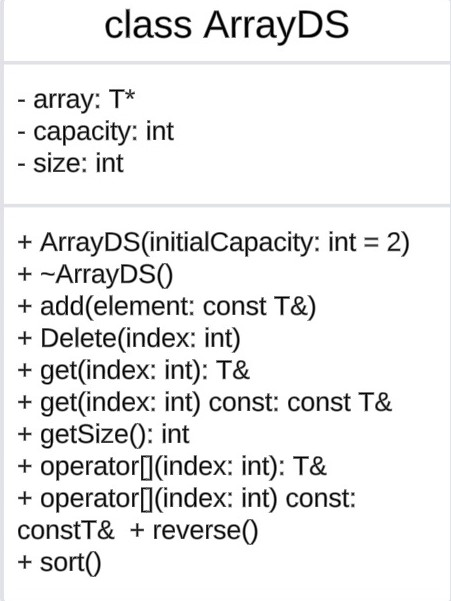 class ArrayDS
- array: T*
- capacity: int
- size: int
+ ArrayDS(initialCapacity: int = 2)
+ ~ArrayDS()
+ add(element: const T&)
+ Delete(index: int)
+ get(index: int): T&
+ get(index: int) const: const T&
+ getSize(): int
+ operator[](index: int): T&
+ operator[](index: int) const:
constT&  + reverse()
+ sort()